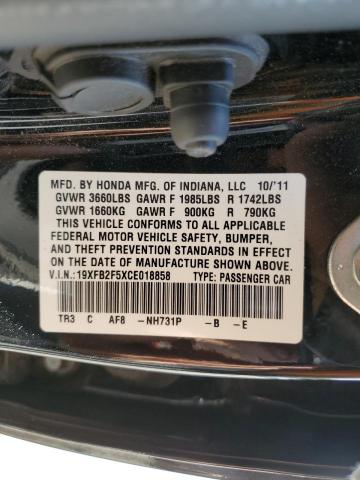 MFD. BY HONDA MFG. OF INDIANA, LLC 10/'11
GVWR 3660LBS GAWR F 1985LBS R 1742LBS
GVWR 1660KG GAWR F 900KG R 790KG
THIS VEHICLE CONFORMS TO ALL APPLICABLE
FEDERAL MOTOR VEHICLE SAFETY, BUMPER,
AND THEFT PREVENTION STANDARDS IN EFFECT
ON THE DATE OF MANUFACTURE SHOWN ABOVE.
V.I.N:19XFB2F5XCE018858 TYPE: PASSENGER CAR
TR3 C AF8 -NH731P -B -E